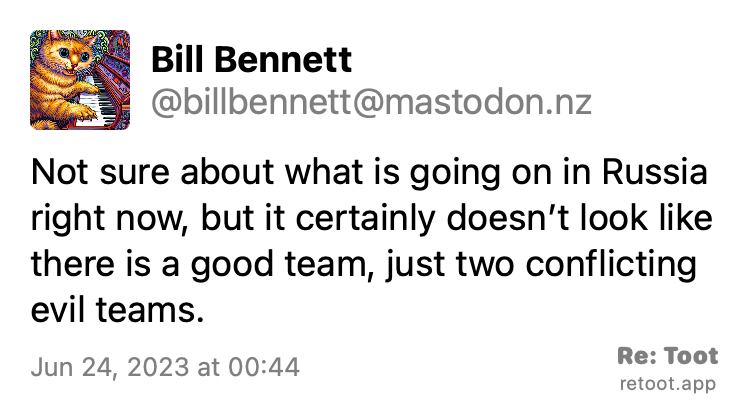 Bill Bennett
@billbennett@mastodon.nz
Not sure about what is going on in Russia
right now, but it certainly doesn’t look like
there is a good team, just two conflicting
evil teams.
Jun 24, 2023 at 00:44
Re: Toot
retoot.app